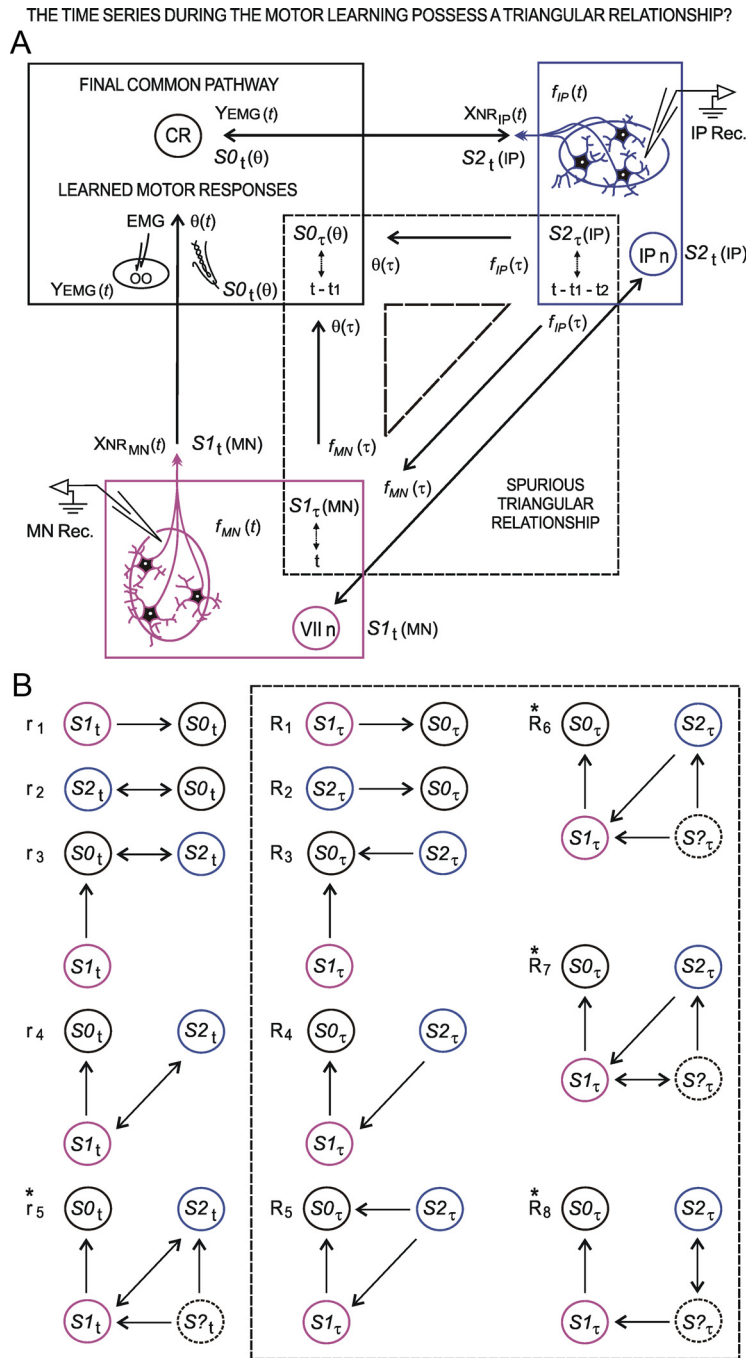 THE TIME SERIES DURING THE MOTOR LEARNING POSSESS A TRIANGULAR RELATIONSHIP?
A
FINAL COMMON PATHWAY
CR
YEMG(t)
S0t(θ)
LEARNED MOTOR RESPONSES
EMG
θ(t)
YEMG(t)
S0t(θ)
XNRIP(t)
S2t(IP)
fIP(t)
IP Rec.
IP n
S2t(IP)
S0τ(θ)
t - t1
θ(τ)
fIP(τ)
S2τ(IP)
t - t1 - t2
θ(τ)
fIP(τ)
fMN(τ)
fMN(τ)
S1τ(MN)
t
SPURIOUS
TRIANGULAR
RELATIONSHIP
XNRMN(t)
S1t(MN)
MN Rec.
fMN(t)
VII n
S1t(MN)
B
r1 S1t S0t
r2 S2t S0t
r3 S0t S2t
S1t
r4 S0t S2t
S1t
*
r5 S0t S2t
S1t S?t
R1 S1τ S0τ
R2 S2τ S0τ
R3 S0τ S2τ
S1τ
R4 S0τ S2τ
S1τ
R5 S0τ S2τ
S1τ
*
R6 S0τ S2τ
S1τ S?τ
*
R7 S0τ S2τ
S1τ S?τ
*
R8 S0τ S2τ
S1τ S?τ